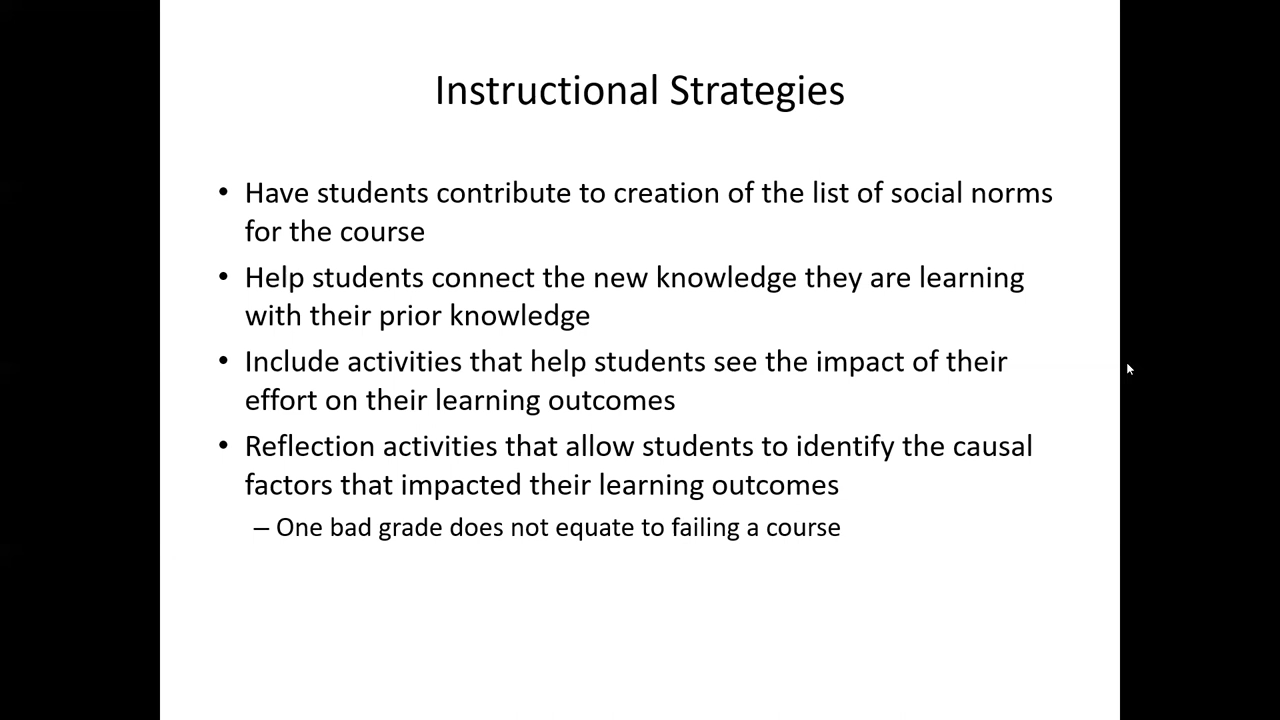 Instructional Strategies
• Have students contribute to creation of the list of social norms
for the course
• Help students connect the new knowledge they are learning
with their prior knowledge
• Include activities that help students see the impact of their
effort on their learning outcomes
• Reflection activities that allow students to identify the causal
factors that impacted their learning outcomes
– One bad grade does not equate to failing a course